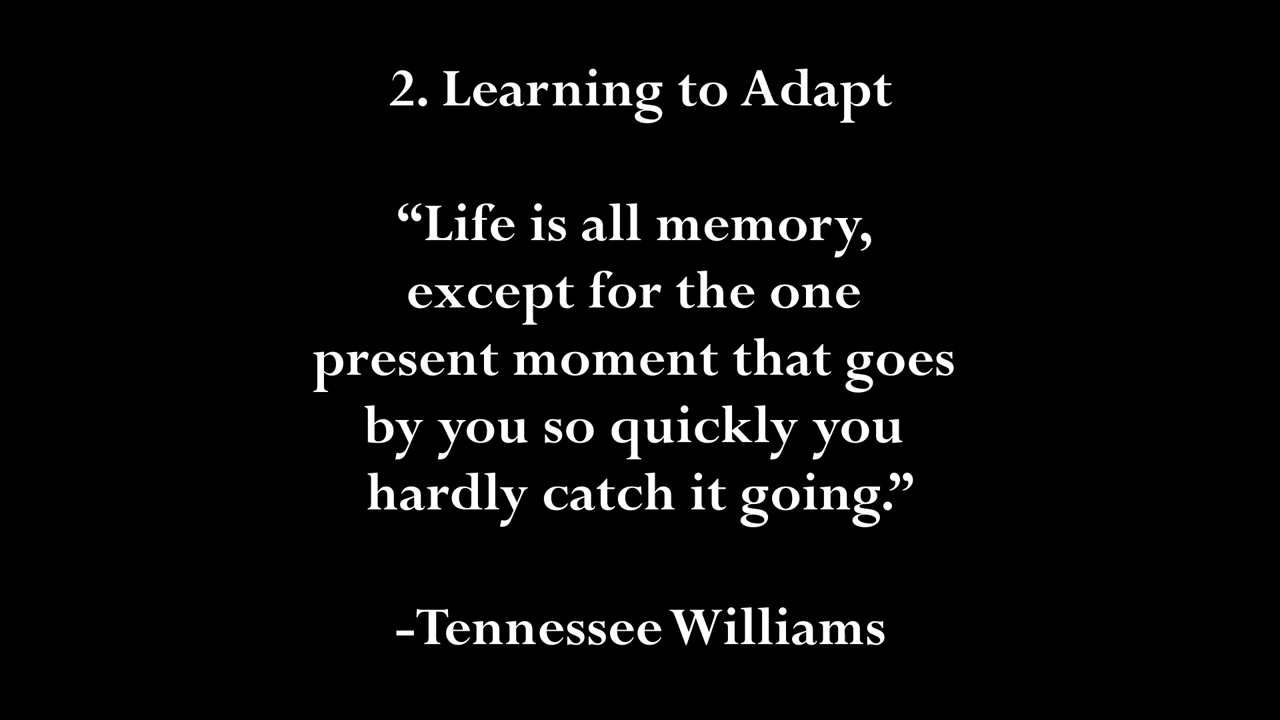 2. Learning to Adapt
“Life is all memory,
except for the one
present moment that goes
by you so quickly you
hardly catch it going.”
-Tennessee Williams